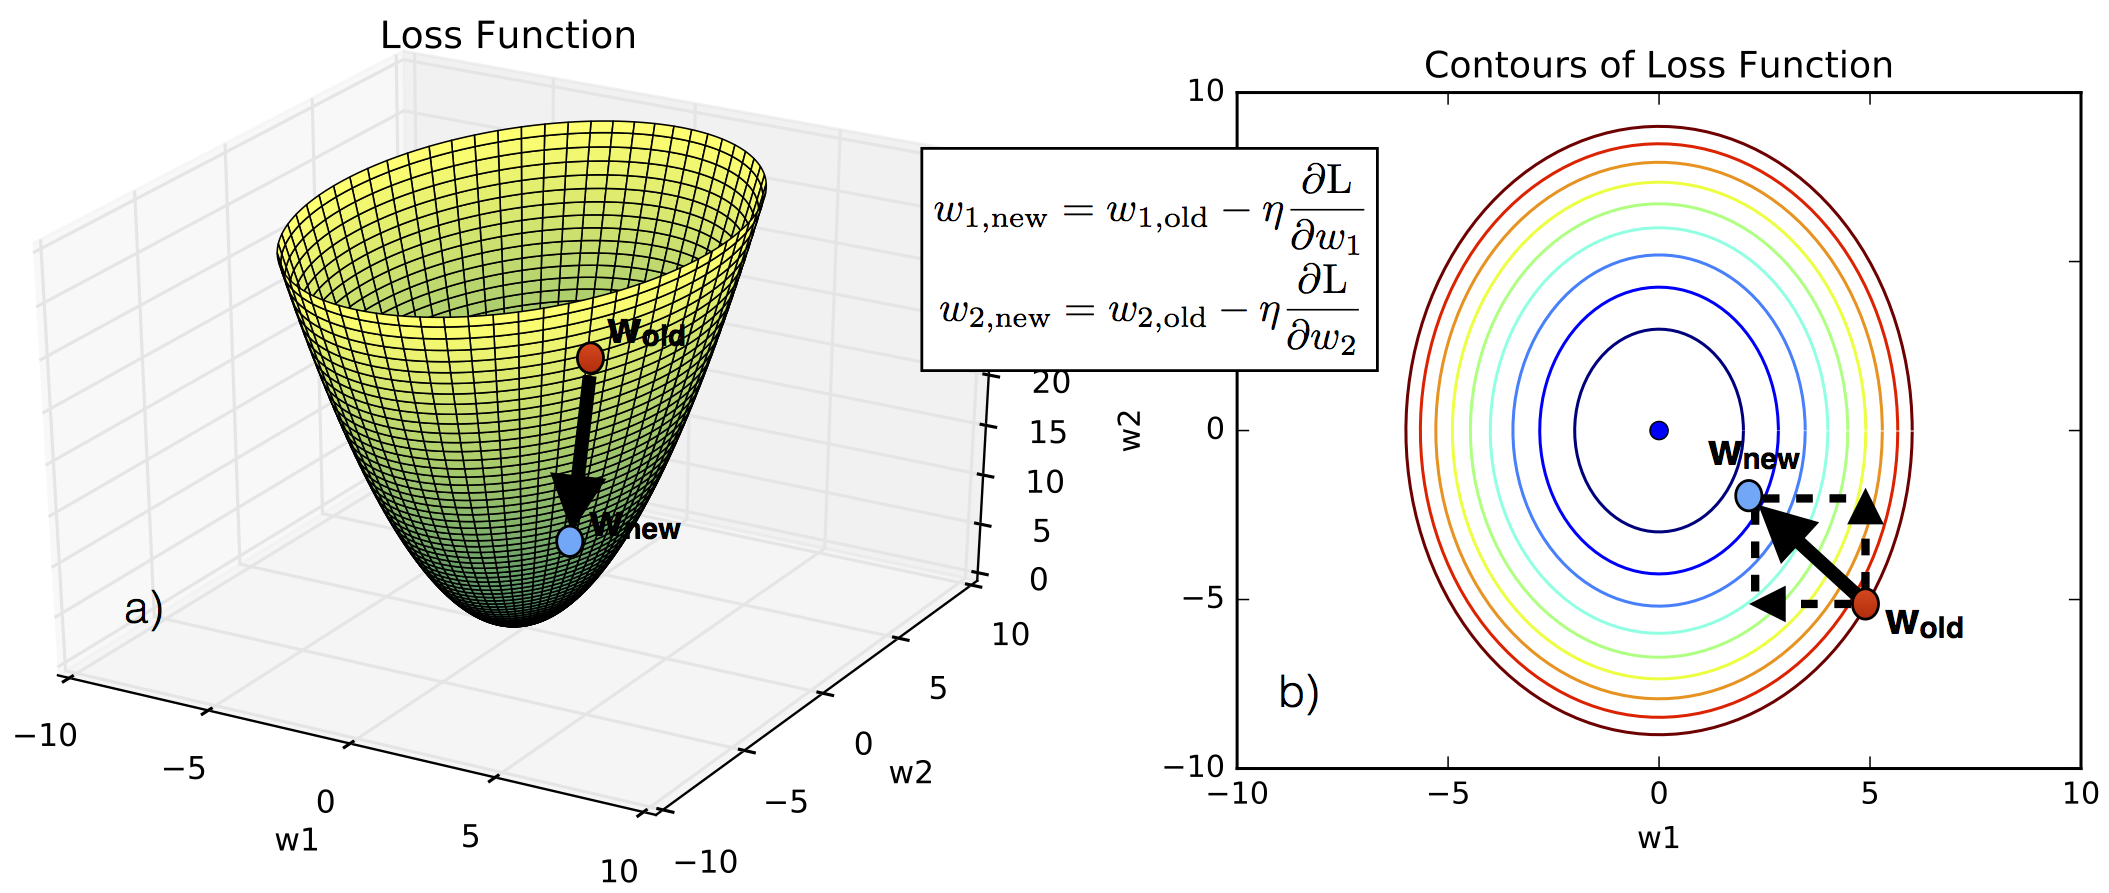 Loss Function
w_old
w_new
a)
−10
−5
0
5
10
w1
−10
−5
0
5
10
w2
0
5
10
15
20
w_{1,new} = w_{1,old} − η ∂L/∂w_1
w_{2,new} = w_{2,old} − η ∂L/∂w_2
Contours of Loss Function
10
0
−5
−10
w2
w_new
w_old
b)
−10
−5
0
5
10
w1